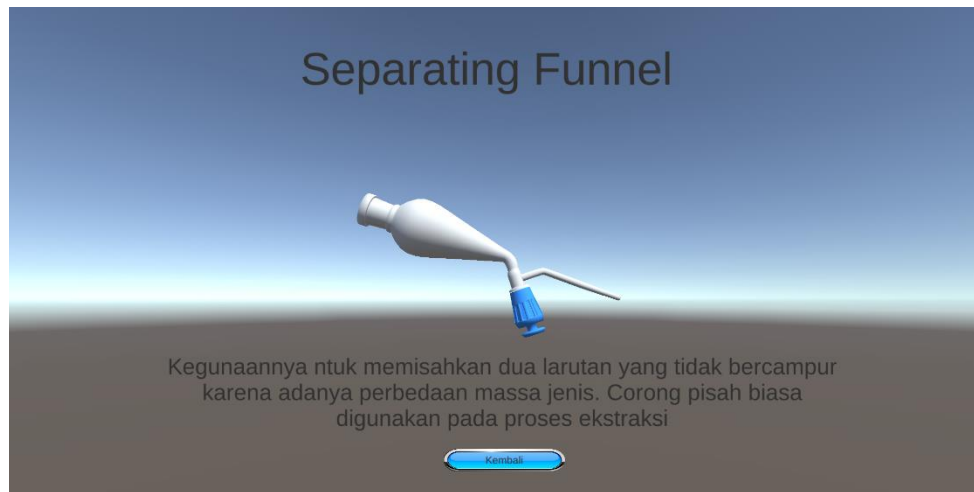 Separating Funnel
Kegunaannya ntuk memisahkan dua larutan yang tidak bercampur
karena adanya perbedaan massa jenis. Corong pisah biasa
digunakan pada proses ekstraksi
Kembali